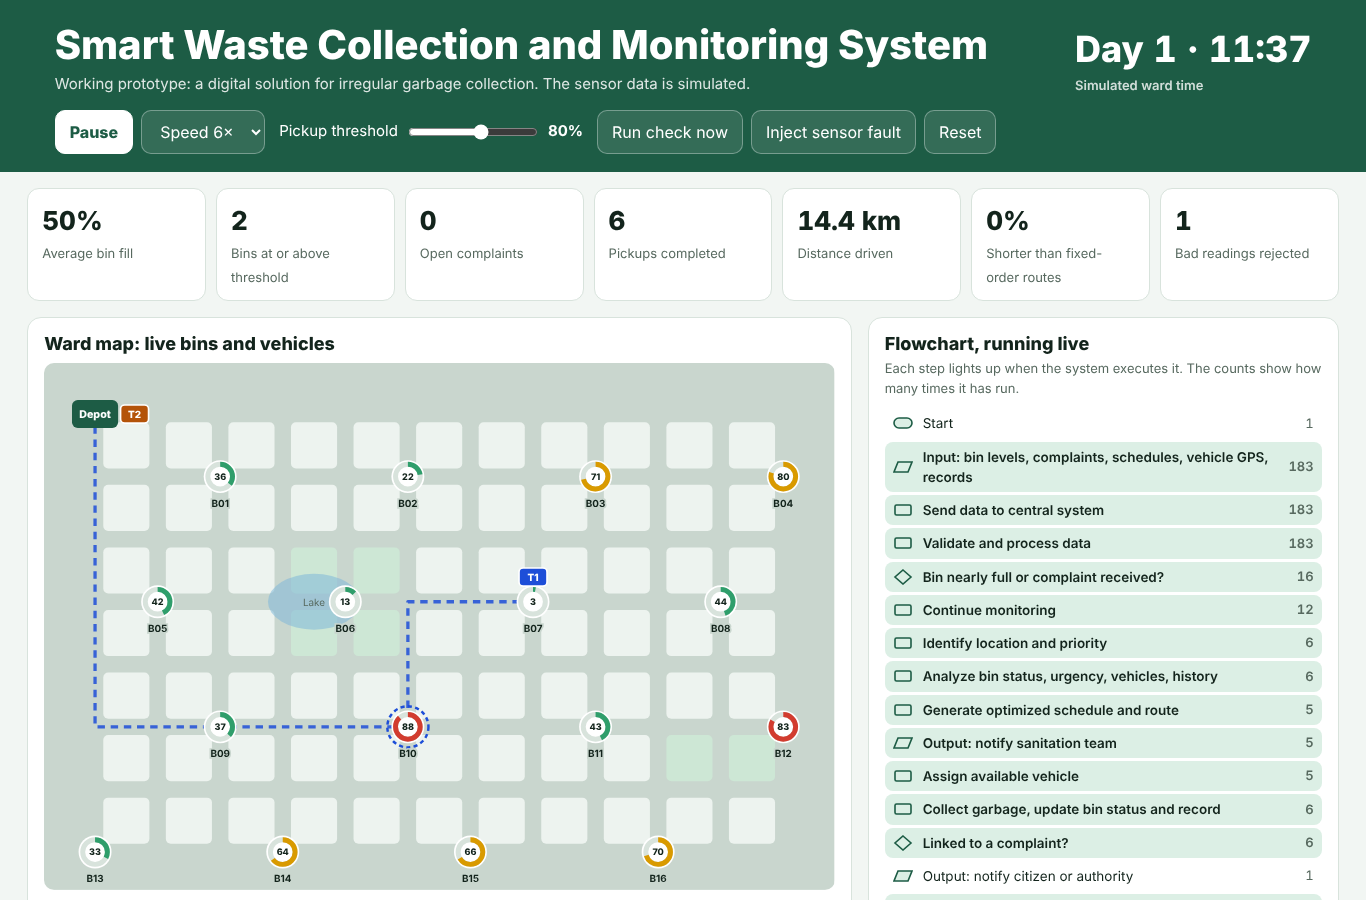 Smart Waste Collection and Monitoring System
Day 1 · 11:37
Working prototype: a digital solution for irregular garbage collection. The sensor data is simulated.
Simulated ward time
Pause
Speed 6×
Pickup threshold
80%
Run check now
Inject sensor fault
Reset
50%
Average bin fill
2
Bins at or above
threshold
0
Open complaints
6
Pickups completed
14.4 km
Distance driven
0%
Shorter than fixed-
order routes
1
Bad readings rejected
Ward map: live bins and vehicles
Depot
T2
36
B01
22
B02
71
B03
80
B04
T1
42
B05
Lake
13
B06
3
B07
44
B08
37
B09
88
B10
43
B11
83
B12
33
B13
64
B14
66
B15
70
B16
Flowchart, running live
Each step lights up when the system executes it. The counts show how
many times it has run.
Start 1
Input: bin levels, complaints, schedules, vehicle GPS,
records 183
Send data to central system 183
Validate and process data 183
Bin nearly full or complaint received? 16
Continue monitoring 12
Identify location and priority 6
Analyze bin status, urgency, vehicles, history 6
Generate optimized schedule and route 5
Output: notify sanitation team 5
Assign available vehicle 5
Collect garbage, update bin status and record 6
Linked to a complaint? 6
Output: notify citizen or authority 1